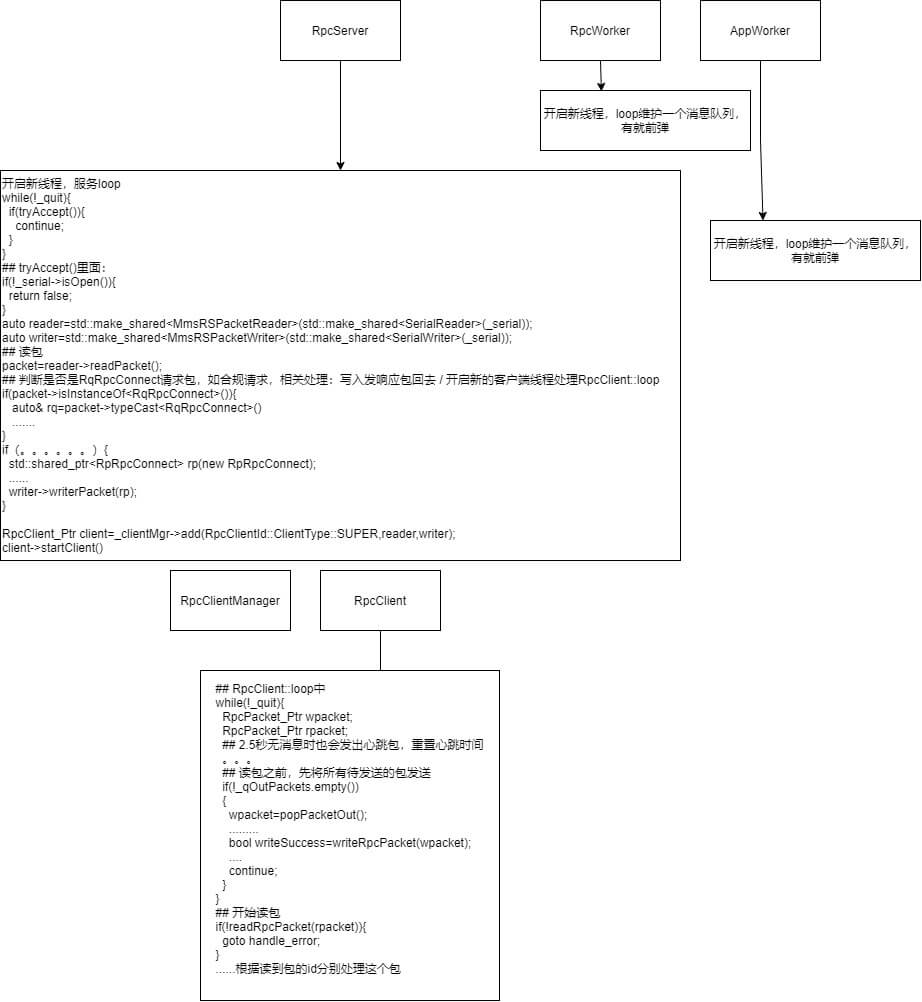 RpcServer
RpcWorker
AppWorker
开启新线程，loop维护一个消息队列，
有就前弹
开启新线程，loop维护一个消息队列，
有就前弹
开启新线程，服务loop
while(!_quit){
if(tryAccept()){
continue;
}
}
## tryAccept()里面：
if(!_serial->isOpen()){
return false;
}
auto reader=std::make_shared<MmsRSPacketReader>(std::make_shared<SerialReader>(_serial));
auto writer=std::make_shared<MmsRSPacketWriter>(std::make_shared<SerialWriter>(_serial));
## 读包
packet=reader->readPacket();
## 判断是否是RqRpcConnect请求包，如合规请求，相关处理：写入发响应包回去 / 开启新的客户端线程处理RpcClient::loop
if(packet->isInstanceOf<RqRpcConnect>()){
auto& rq=packet->typeCast<RqRpcConnect>()
.......
}
if（。。。。。。）{
std::shared_ptr<RpRpcConnect> rp(new RpRpcConnect);
......
writer->writerPacket(rp);
}
RpcClient_Ptr client=_clientMgr->add(RpcClientId::ClientType::SUPER,reader,writer);
client->startClient()
RpcClientManager
RpcClient
## RpcClient::loop中
while(!_quit){
RpcPacket_Ptr wpacket;
RpcPacket_Ptr rpacket;
## 2.5秒无消息时也会发出心跳包，重置心跳时间
。。。
## 读包之前，先将所有待发送的包发送
if(!_qOutPackets.empty())
{
wpacket=popPacketOut();
.........
bool writeSuccess=writeRpcPacket(wpacket);
....
continue;
}
}
## 开始读包
if(!readRpcPacket(rpacket)){
goto handle_error;
}
......根据读到包的id分别处理这个包